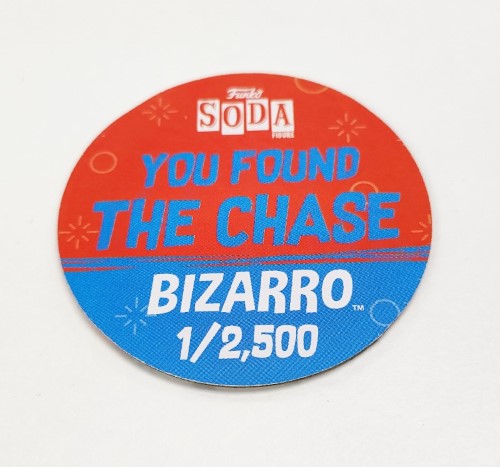 Funko
SODA
FIGURE
YOU FOUND
THE CHASE
BIZARRO™
1/2,500